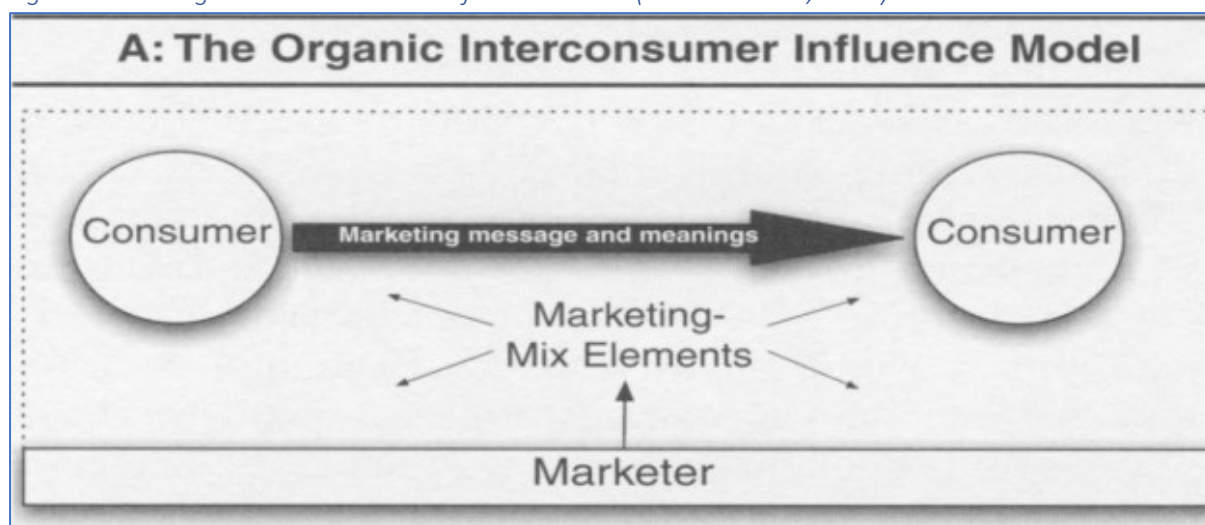 A: The Organic Interconsumer Influence Model
Consumer
Marketing message and meanings
Consumer
Marketing-
Mix Elements
Marketer